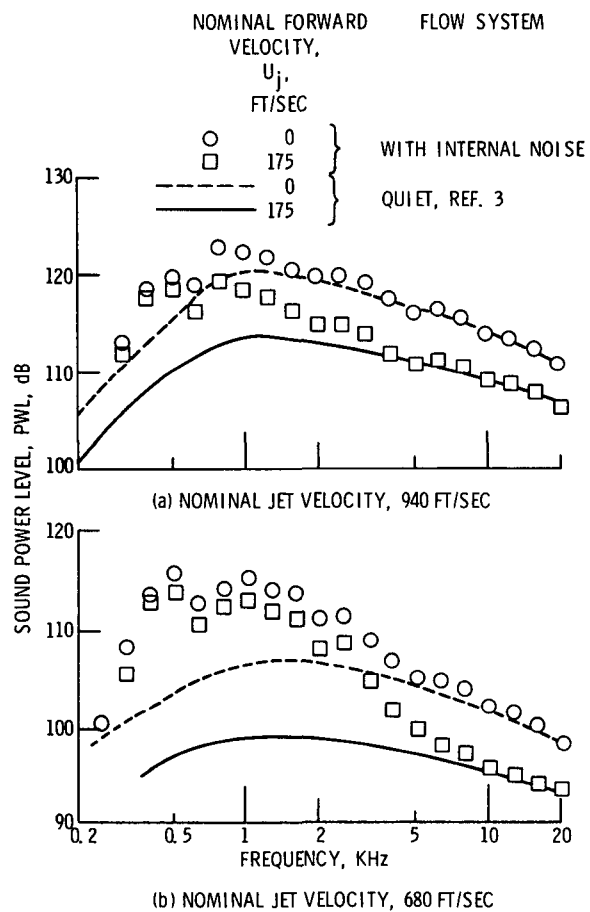 NOMINAL FORWARD FLOW SYSTEM
VELOCITY,
Uj,
FT/SEC
0
175
WITH INTERNAL NOISE
0
175
QUIET, REF. 3
130
120
110
100
SOUND POWER LEVEL, PWL, dB
(a) NOMINAL JET VELOCITY, 940 FT/SEC
120
110
100
90
0.2 0.5 1 2 5 10 20
FREQUENCY, KHz
(b) NOMINAL JET VELOCITY, 680 FT/SEC